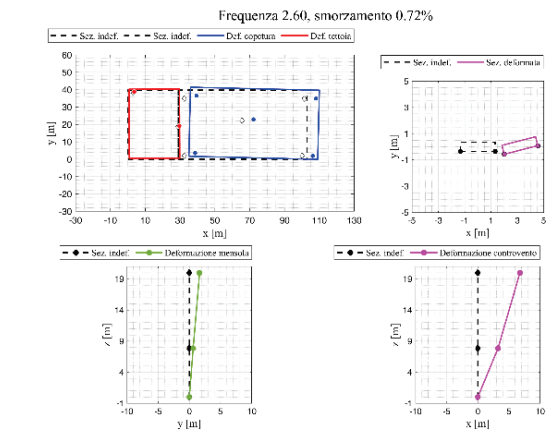 Frequenza 2.60, smorzamento 0.72%
Sez. indef. Sez. indef. Def. copetura Def. tettoia
60
50
40
30
20
10
0
-10
-20
-30
y [m]
-30 -10 10 30 50 70 90 110 130
x [m]
Sez. indef. Sez. deformata
5
3
1
-1
-3
-5
y [m]
-5 -3 -1 1 3 5
x [m]
Sez. indef. Deformazione mensola
19
14
9
4
-1
z [m]
-10 -5 0 5 10
y [m]
Sez. indef. Deformazione controvento
19
14
9
4
-1
z [m]
-10 -5 0 5 10
x [m]